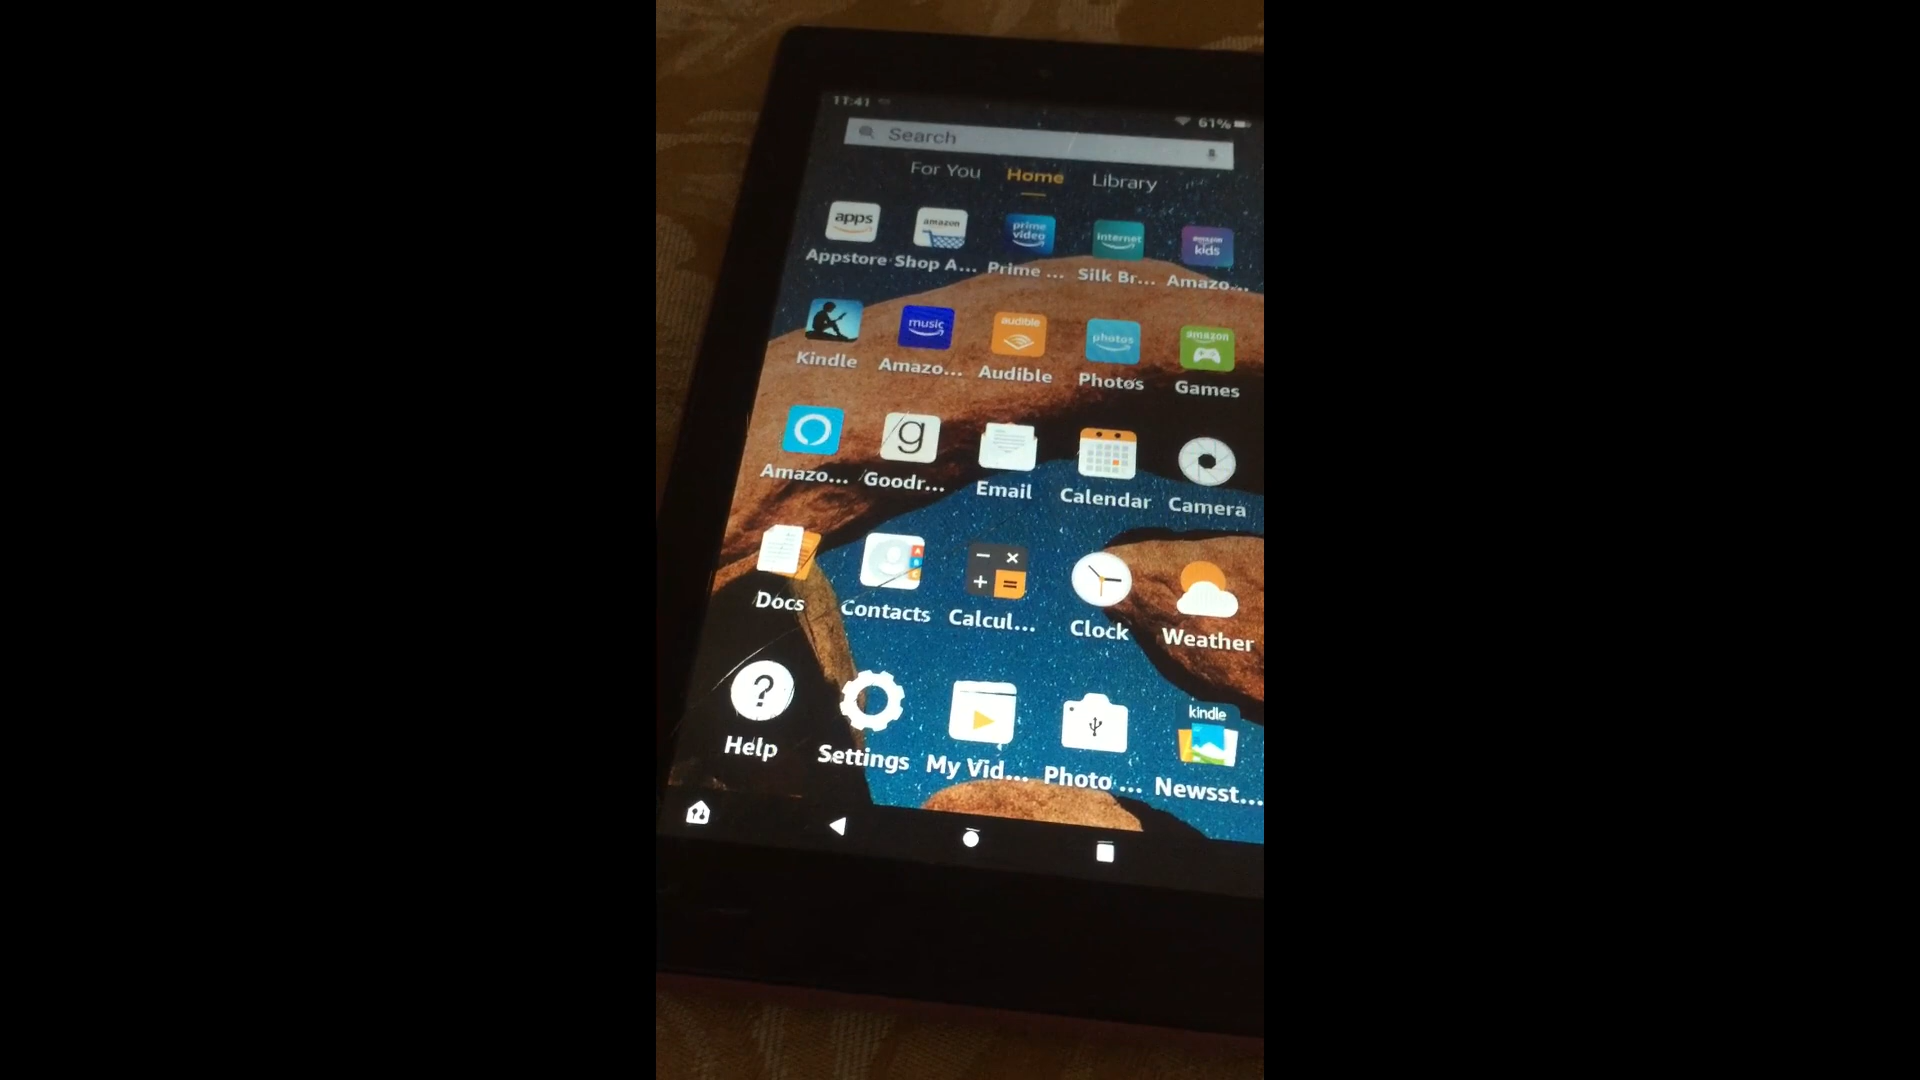 11:41
61%
Search
For You Home Library
apps amazon prime video internet amazon kids
Appstore Shop A... Prime ... Silk Br... Amazo...
music audible photos amazon
Kindle Amazo... Audible Photos Games
g
Amazo... Goodr... Email Calendar Camera
A
− ×
+ =
Docs Contacts Calcul... Clock Weather
? kindle
Help Settings My Vid... Photo ... Newsst...